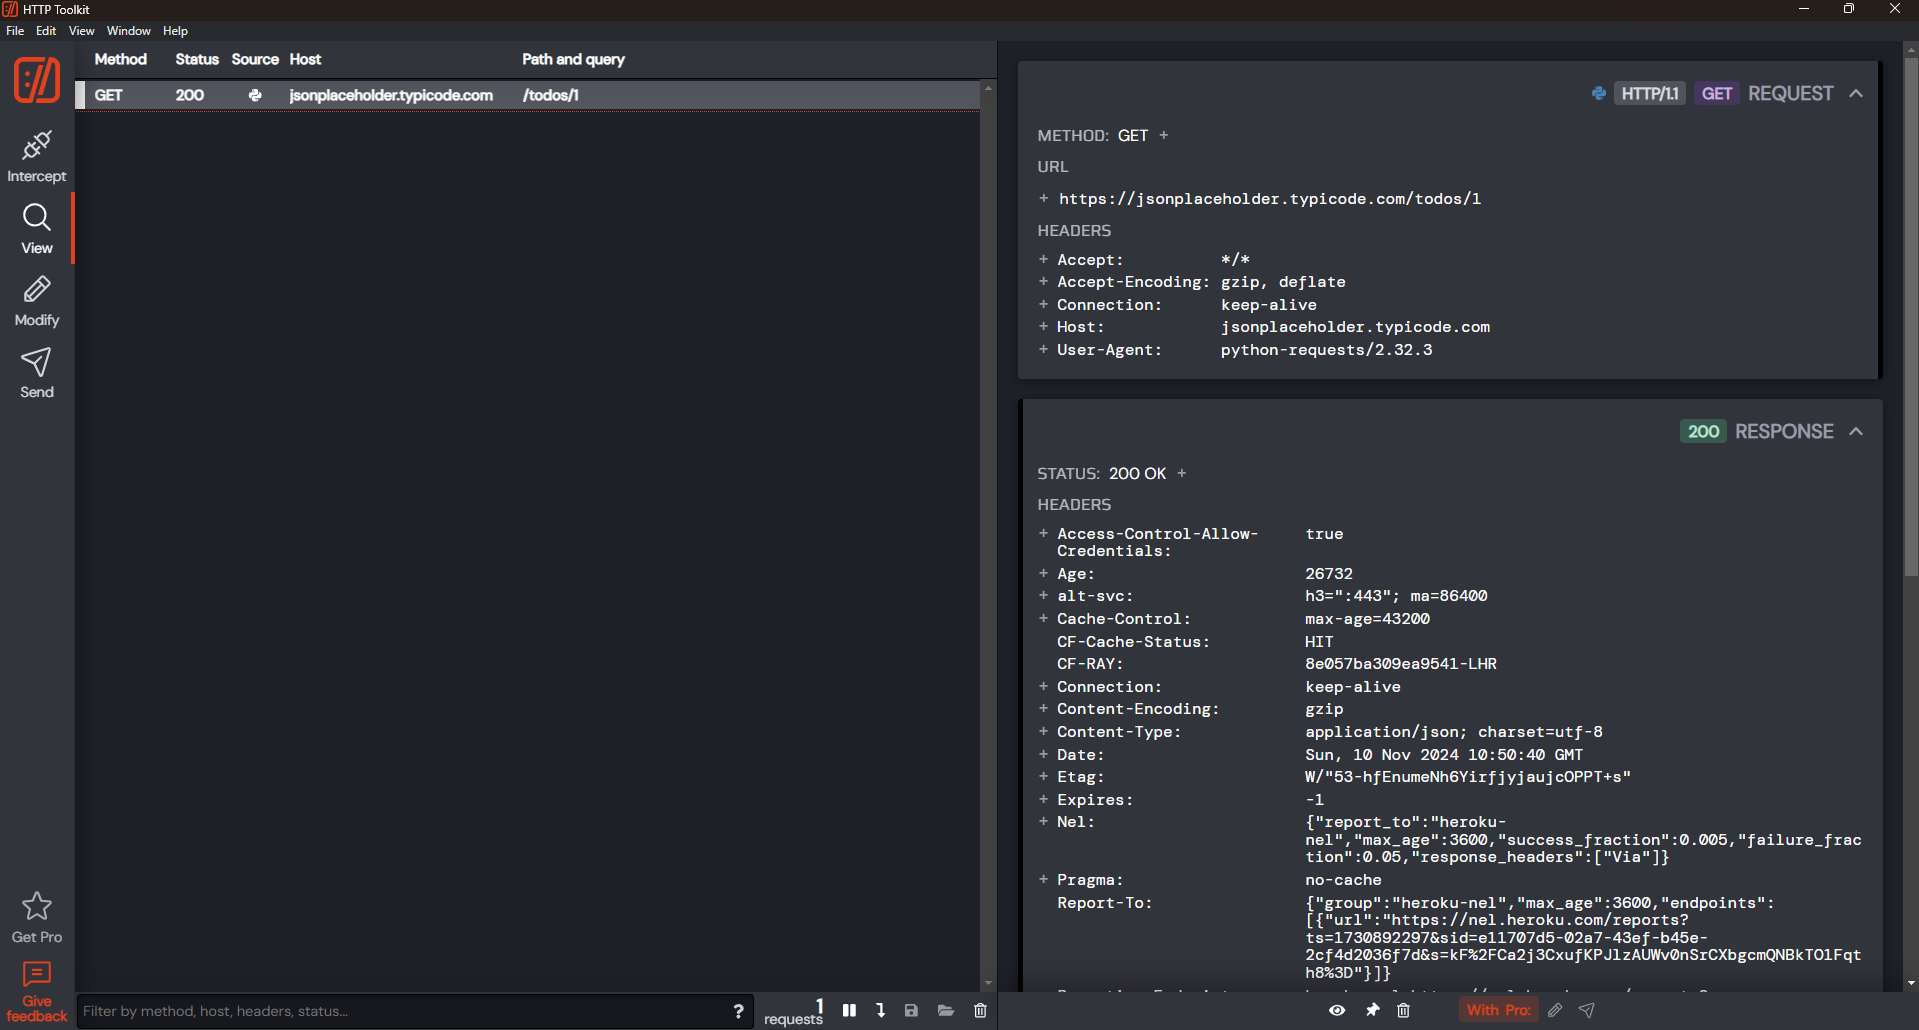 HTTP Toolkit
File Edit View Window Help
Method Status Source Host Path and query
GET 200 jsonplaceholder.typicode.com /todos/1
Intercept
View
Modify
Send
Get Pro
Give
feedback
Filter by method, host, headers, status... ?
1
requests
HTTP/1.1 GET REQUEST
METHOD: GET +
URL
+ https://jsonplaceholder.typicode.com/todos/1
HEADERS
+ Accept: */*
+ Accept-Encoding: gzip, deflate
+ Connection: keep-alive
+ Host: jsonplaceholder.typicode.com
+ User-Agent: python-requests/2.32.3
200 RESPONSE
STATUS: 200 OK +
HEADERS
+ Access-Control-Allow- true
Credentials:
+ Age: 26732
+ alt-svc: h3=":443"; ma=86400
+ Cache-Control: max-age=43200
CF-Cache-Status: HIT
CF-RAY: 8e057ba309ea9541-LHR
+ Connection: keep-alive
+ Content-Encoding: gzip
+ Content-Type: application/json; charset=utf-8
+ Date: Sun, 10 Nov 2024 10:50:40 GMT
+ Etag: W/"53-hfEnumeNh6YirfjyjaujcOPPT+s"
+ Expires: -1
+ Nel: {"report_to":"heroku-
nel","max_age":3600,"success_fraction":0.005,"failure_frac
tion":0.05,"response_headers":["Via"]}
+ Pragma: no-cache
Report-To: {"group":"heroku-nel","max_age":3600,"endpoints":
[{"url":"https://nel.heroku.com/reports?
ts=1730892297&sid=e11707d5-02a7-43ef-b45e-
2cf4d2036f7d&s=kF%2FCa2j3CxufKPJlzAUWv0nSrCXbgcmQNBkTO1Fqt
h8%3D"}]}
With Pro: